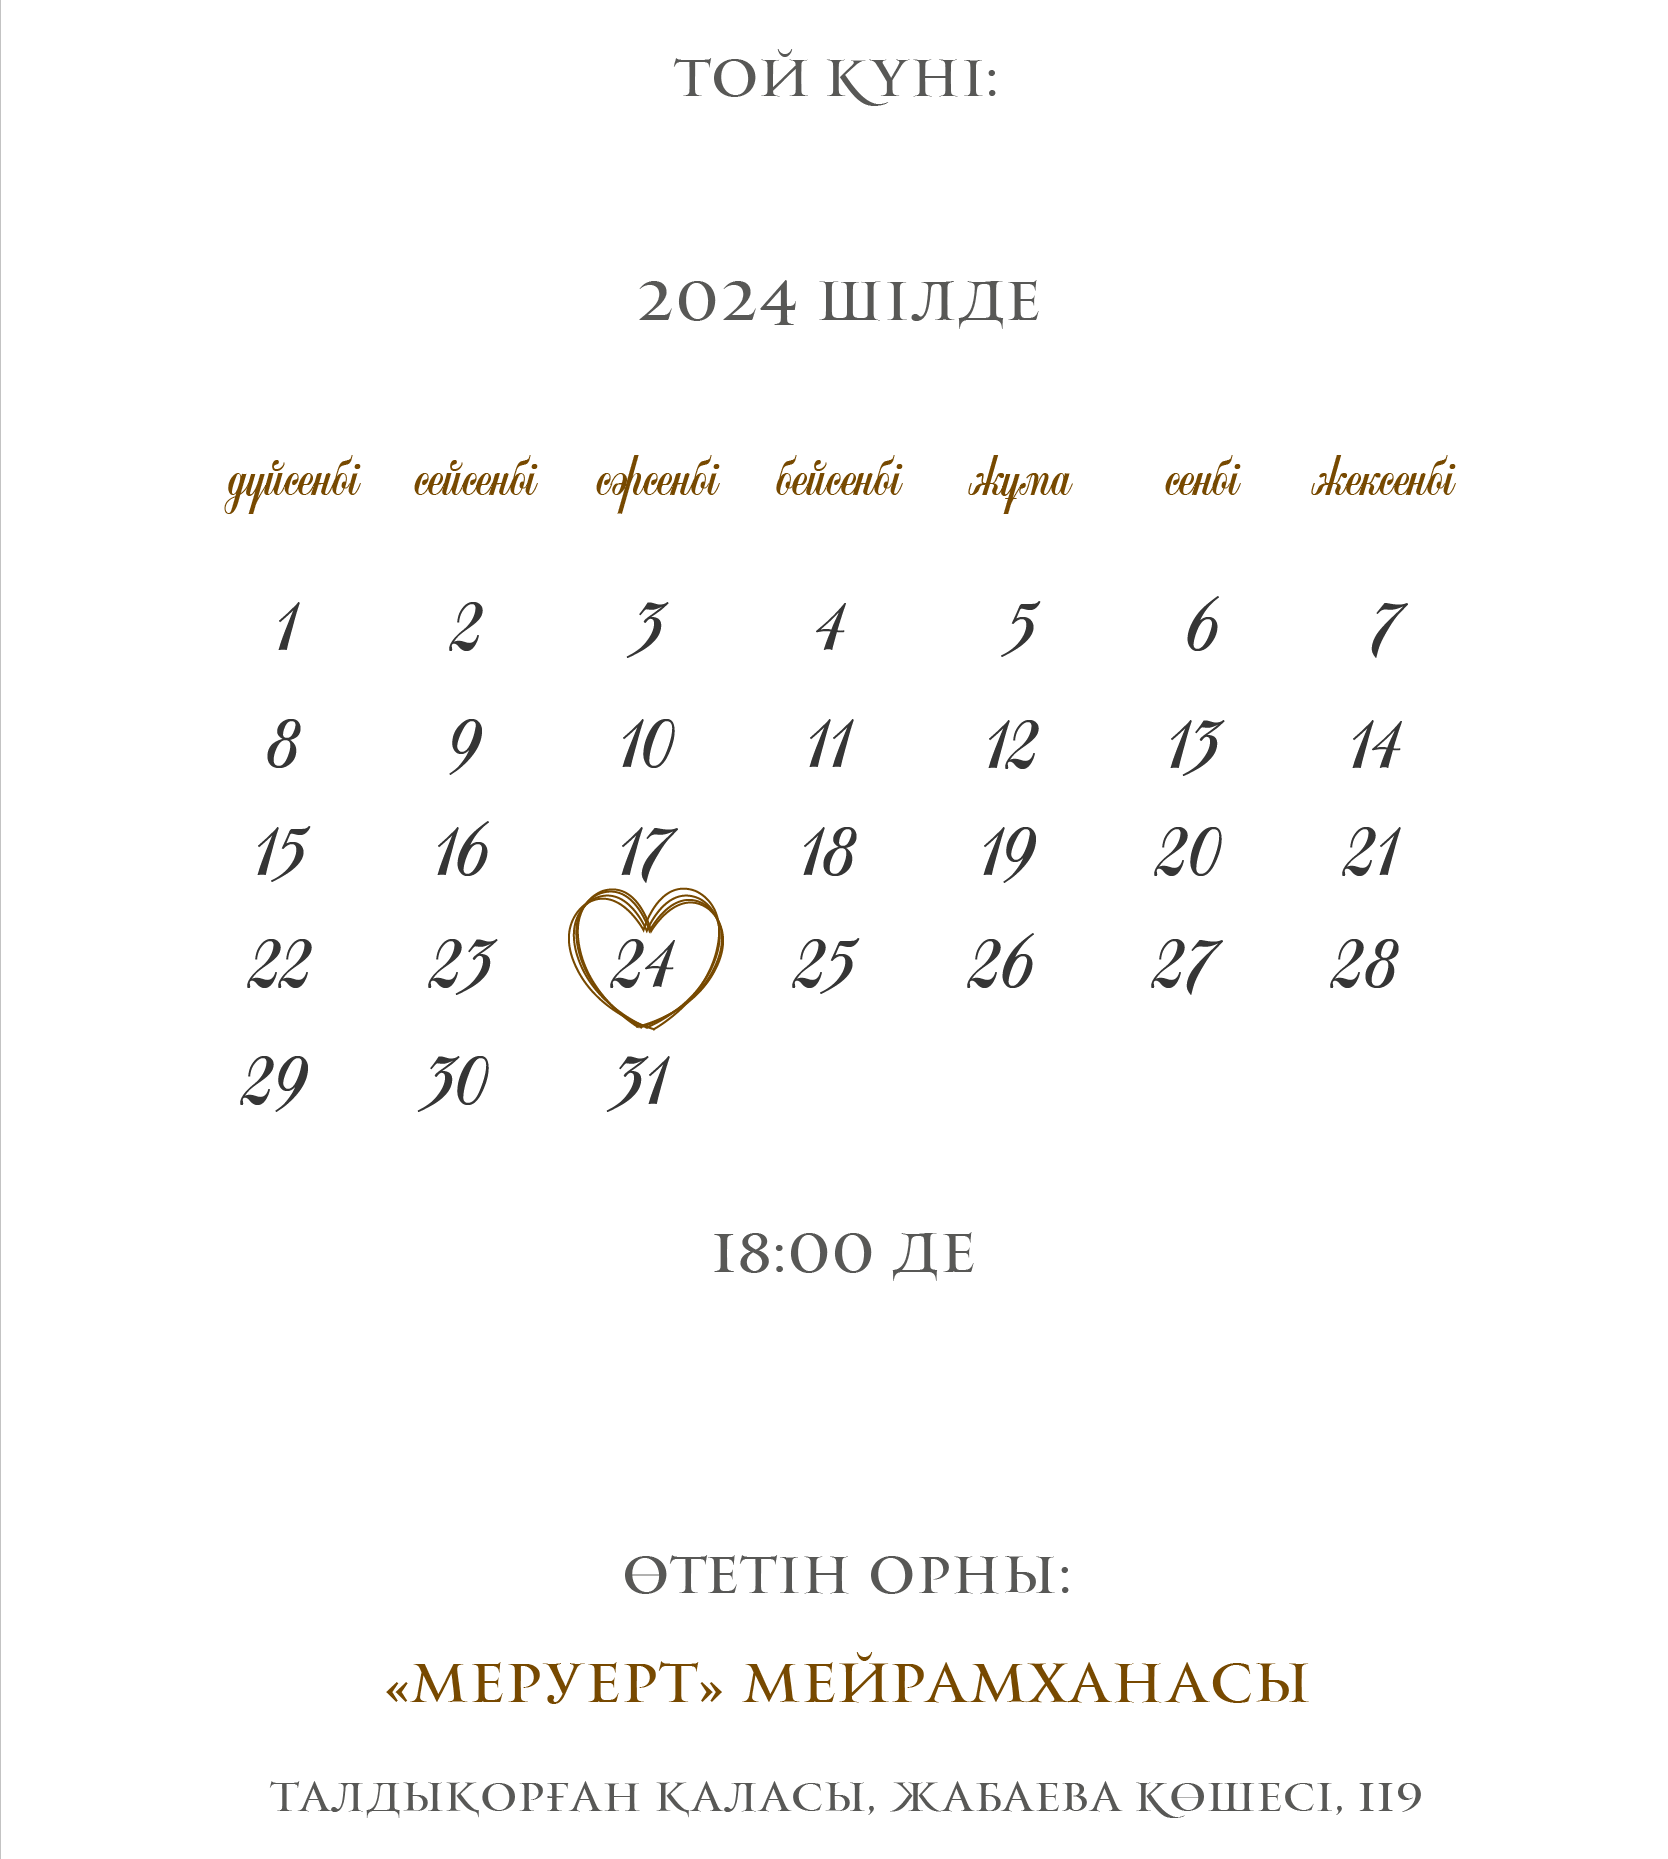 ТОЙ КҮНІ:
2024 ШІЛДЕ
дүйсенбі сейсенбі сәрсенбі бейсенбі жұма сенбі жексенбі
1 2 3 4 5 6 7
8 9 10 11 12 13 14
15 16 17 18 19 20 21
22 23 24 25 26 27 28
29 30 31
18:00 ДЕ
ӨТЕТІН ОРНЫ:
«МЕРУЕРТ» МЕЙРАМХАНАСЫ
ТАЛДЫҚОРҒАН ҚАЛАСЫ, ЖАБАЕВА КӨШЕСІ, 119